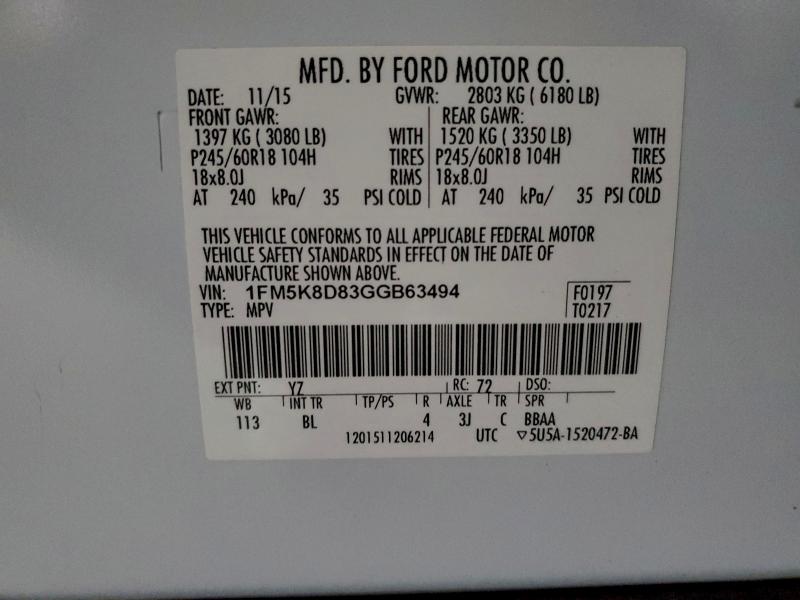 MFD. BY FORD MOTOR CO.
DATE: 11/15 GVWR: 2803 KG ( 6180 LB)
FRONT GAWR: REAR GAWR:
1397 KG ( 3080 LB) WITH 1520 KG ( 3350 LB) WITH
P245/60R18 104H TIRES P245/60R18 104H TIRES
18x8.0J RIMS 18x8.0J RIMS
AT 240 kPa/ 35 PSI COLD AT 240 kPa/ 35 PSI COLD
THIS VEHICLE CONFORMS TO ALL APPLICABLE FEDERAL MOTOR
VEHICLE SAFETY STANDARDS IN EFFECT ON THE DATE OF
MANUFACTURE SHOWN ABOVE.
VIN: 1FM5K8D83GGB63494 F0197
TYPE: MPV T0217
EXT PNT: YZ RC: 72 DSO:
WB INT TR TP/PS R AXLE TR SPR
113 BL 4 3J C BBAA
1201511206214 UTC ▽5U5A-1520472-BA